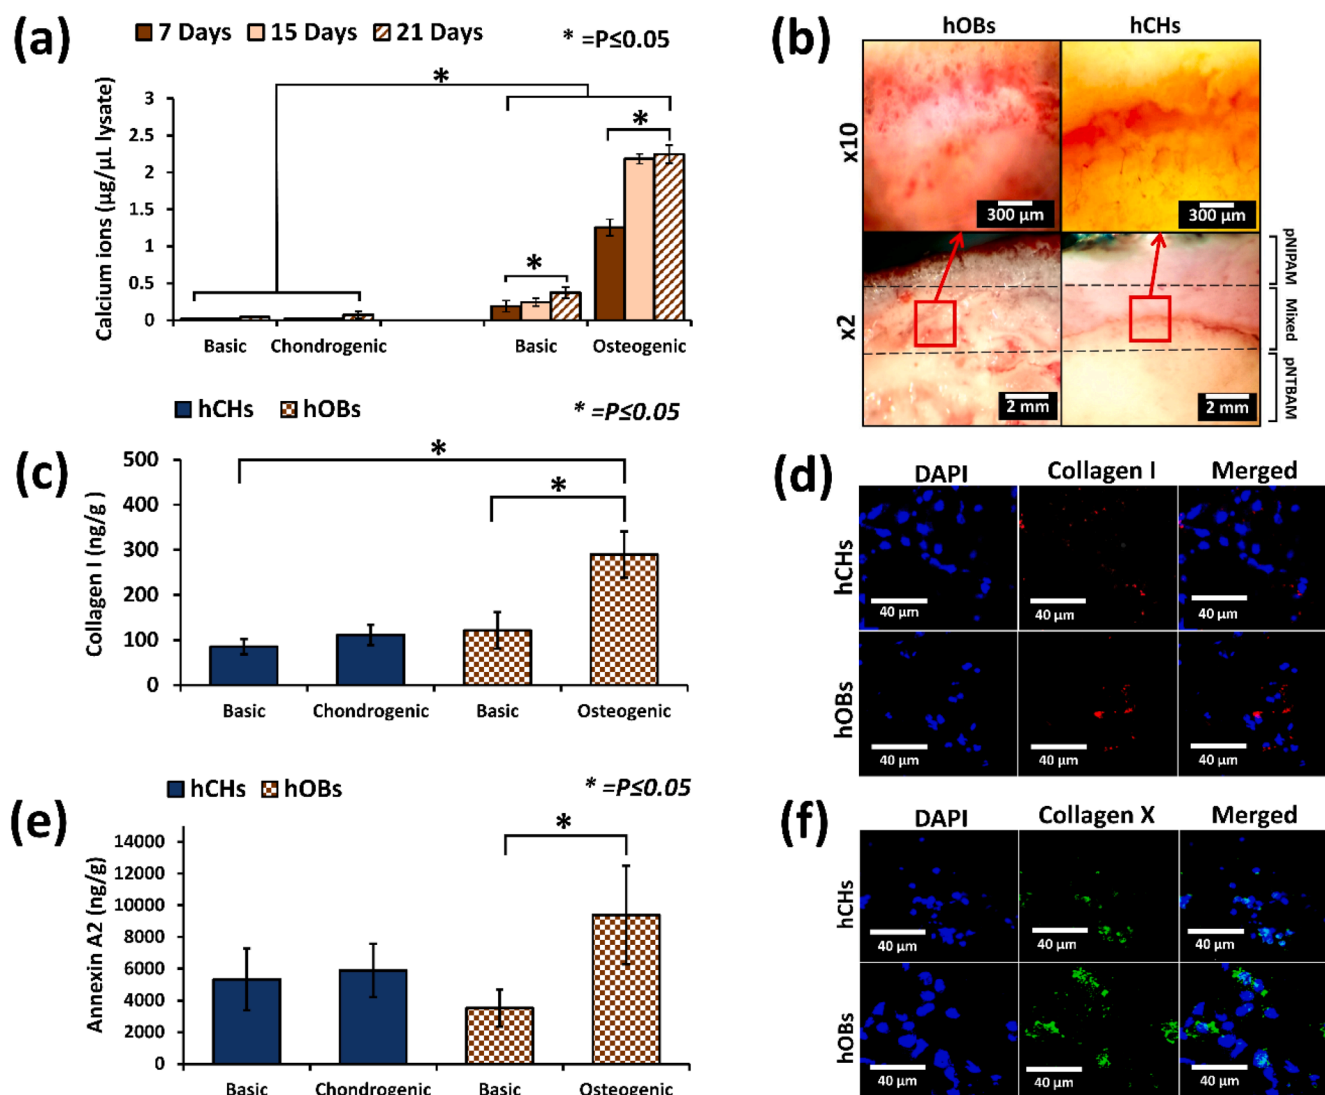 (a)
7 Days 15 Days 21 Days
* =P≤0.05
Calcium ions (µg/µL lysate)
3
2.5
2
1.5
1
0.5
0
*
*
*
Basic Chondrogenic Basic Osteogenic
(b)
hOBs hCHs
x10
300 µm 300 µm
x2
2 mm 2 mm
pNIPAM
Mixed
pNTBAM
hCHs hOBs
* =P≤0.05
(c)
Collagen I (ng/g )
500
400
300
200
100
0
*
*
Basic Chondrogenic Basic Osteogenic
(d)
DAPI Collagen I Merged
hCHs
40 µm 40 µm 40 µm
hOBs
40 µm 40 µm 40 µm
hCHs hOBs
* =P≤0.05
(e)
Annexin A2 (ng/g)
14000
12000
10000
8000
6000
4000
2000
0
*
Basic Chondrogenic Basic Osteogenic
(f)
DAPI Collagen X Merged
hCHs
40 µm 40 µm 40 µm
hOBs
40 µm 40 µm 40 µm